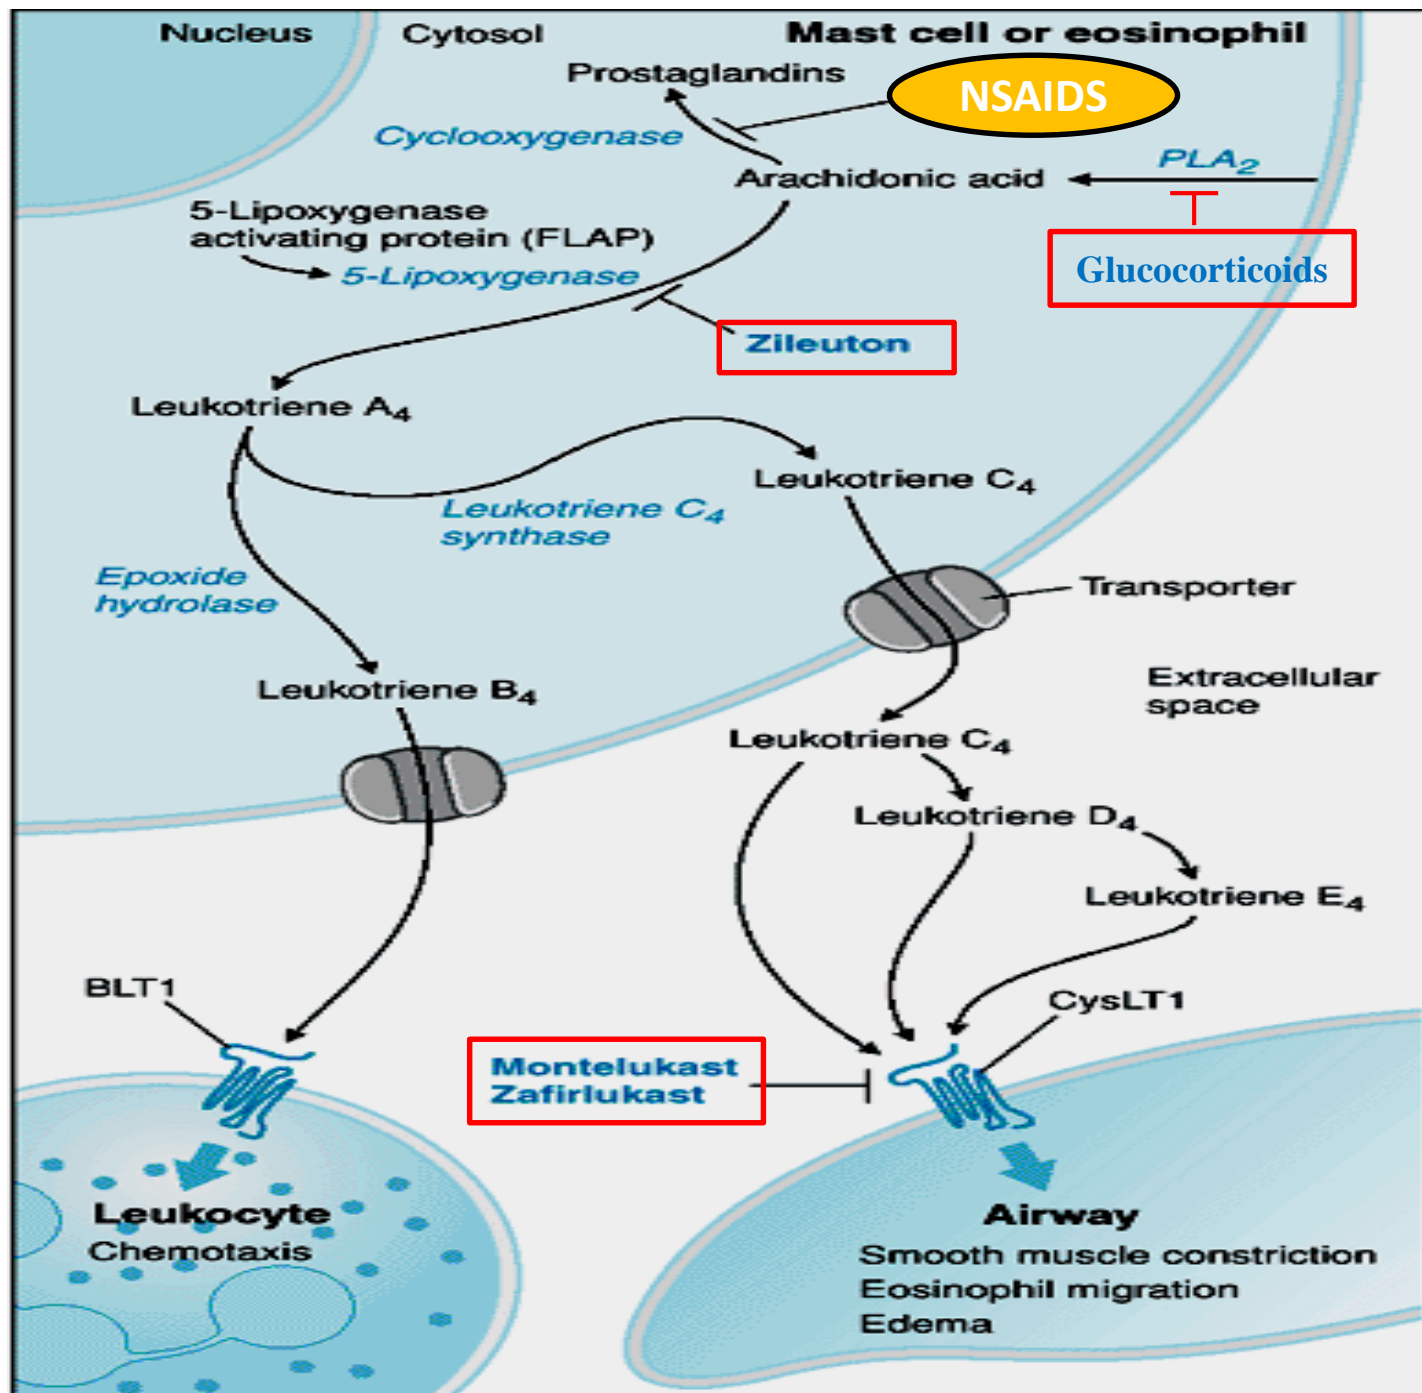 Nucleus
Cytosol
Mast cell or eosinophil
Prostaglandins
NSAIDS
Cyclooxygenase
PLA₂
Arachidonic acid
5-Lipoxygenase
activating protein (FLAP)
5-Lipoxygenase
Glucocorticoids
Zileuton
Leukotriene A₄
Leukotriene C₄
Leukotriene C₄
synthase
Epoxide
hydrolase
Transporter
Leukotriene B₄
Extracellular
space
Leukotriene C₄
Leukotriene D₄
Leukotriene E₄
BLT1
CysLT1
Montelukast
Zafirlukast
Leukocyte
Chemotaxis
Airway
Smooth muscle constriction
Eosinophil migration
Edema